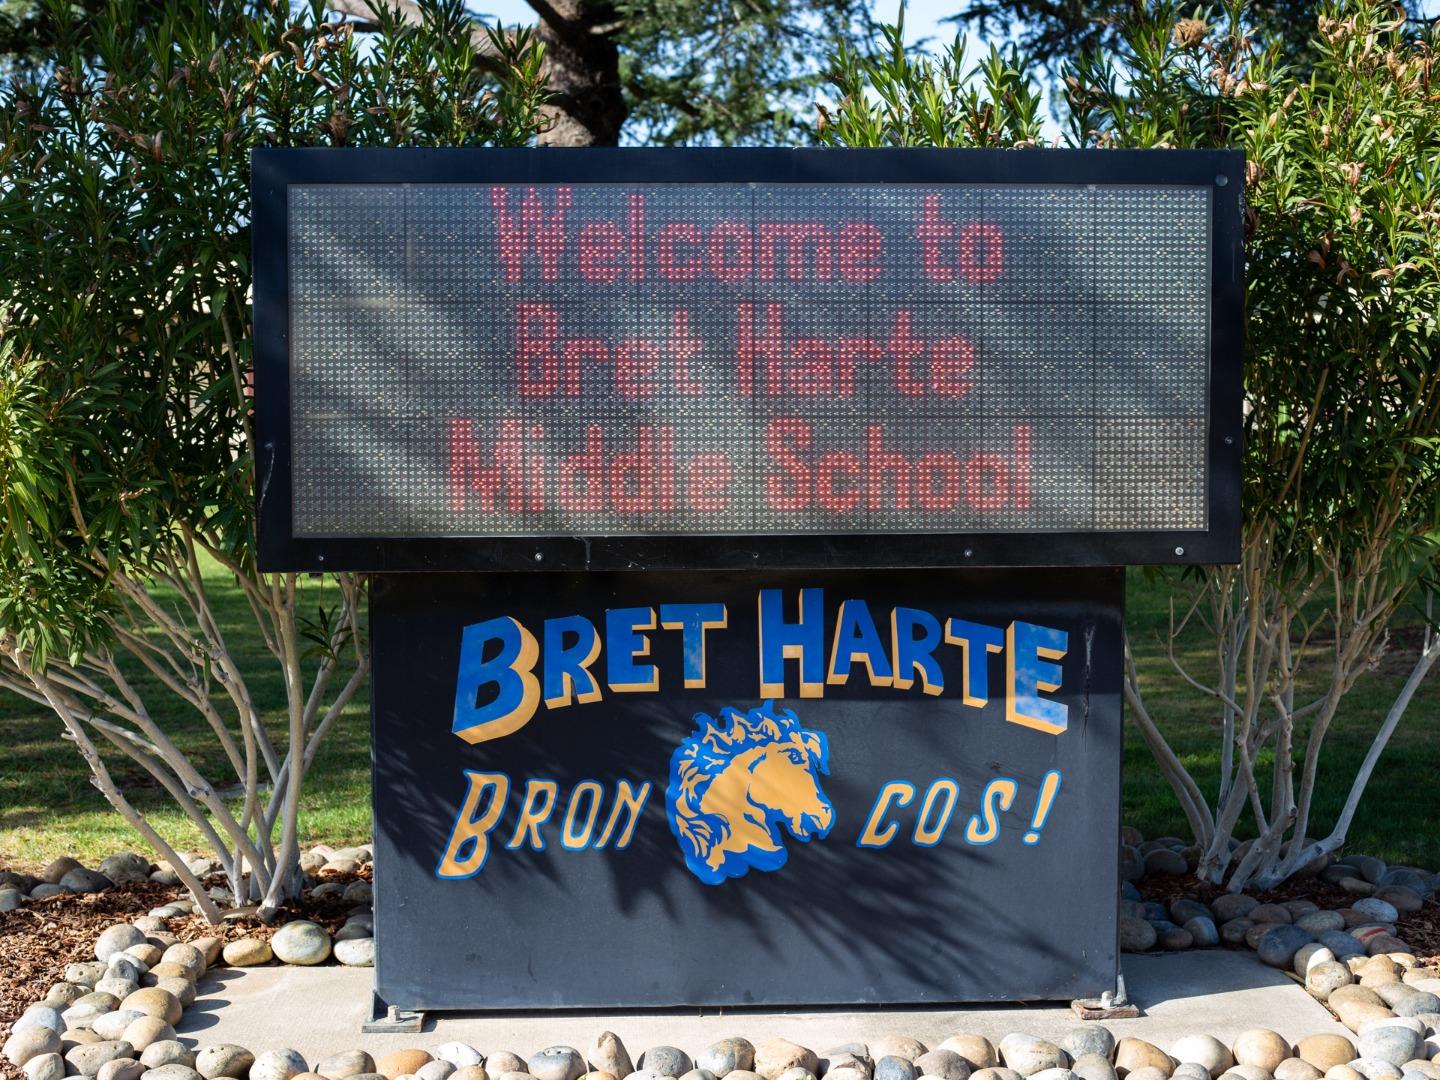 Welcome to
Bret Harte
Middle School
BRET HARTE
BRON COS!